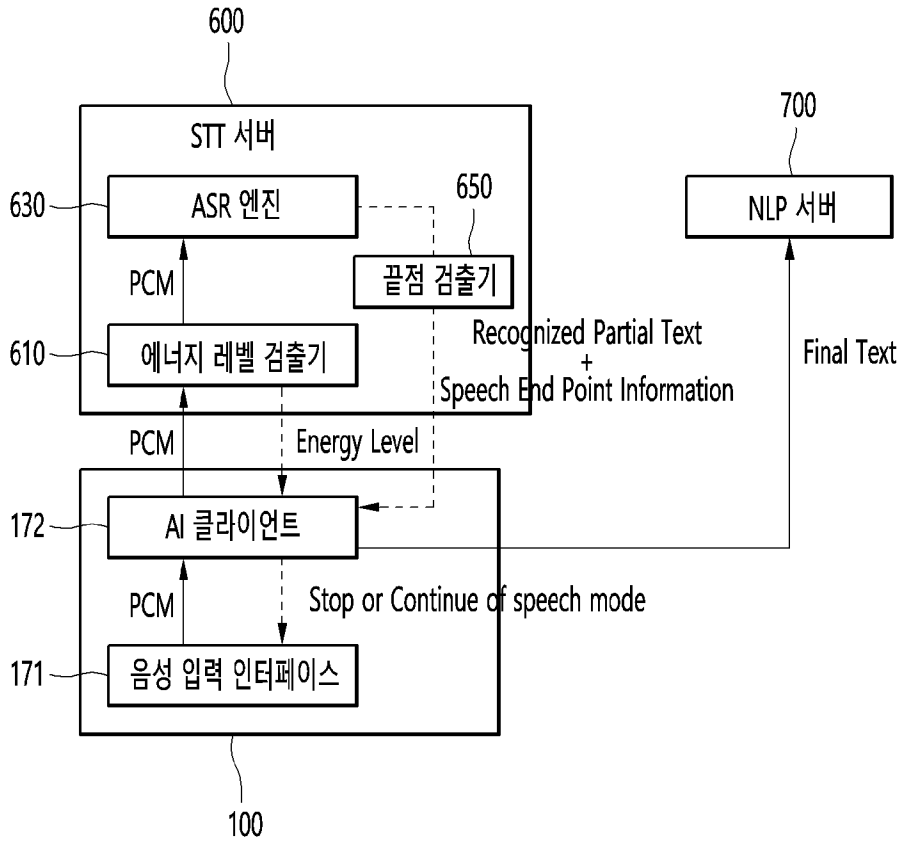 600
STT 서버
700
630
ASR 엔진
650
NLP 서버
PCM
끝점 검출기
610
에너지 레벨 검출기
Recognized Partial Text
+
Speech End Point Information
Final Text
PCM
Energy Level
172
AI 클라이언트
PCM
Stop or Continue of speech mode
171
음성 입력 인터페이스
100